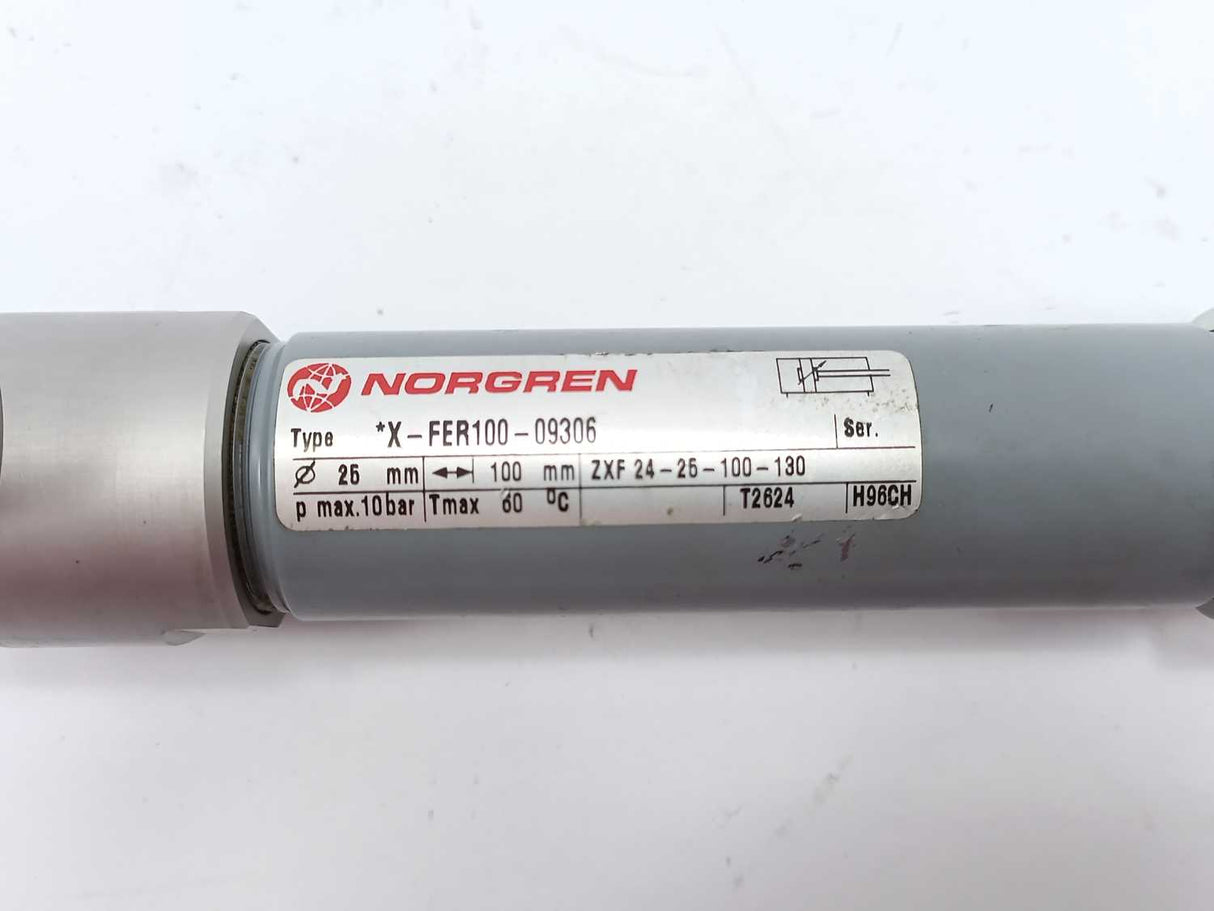 NORGREN
Type *X-FER100-09306 Ser.
Ø 25 mm 100 mm ZXF 24-25-100-130
p max.10bar Tmax 60 °C T2624 H96CH